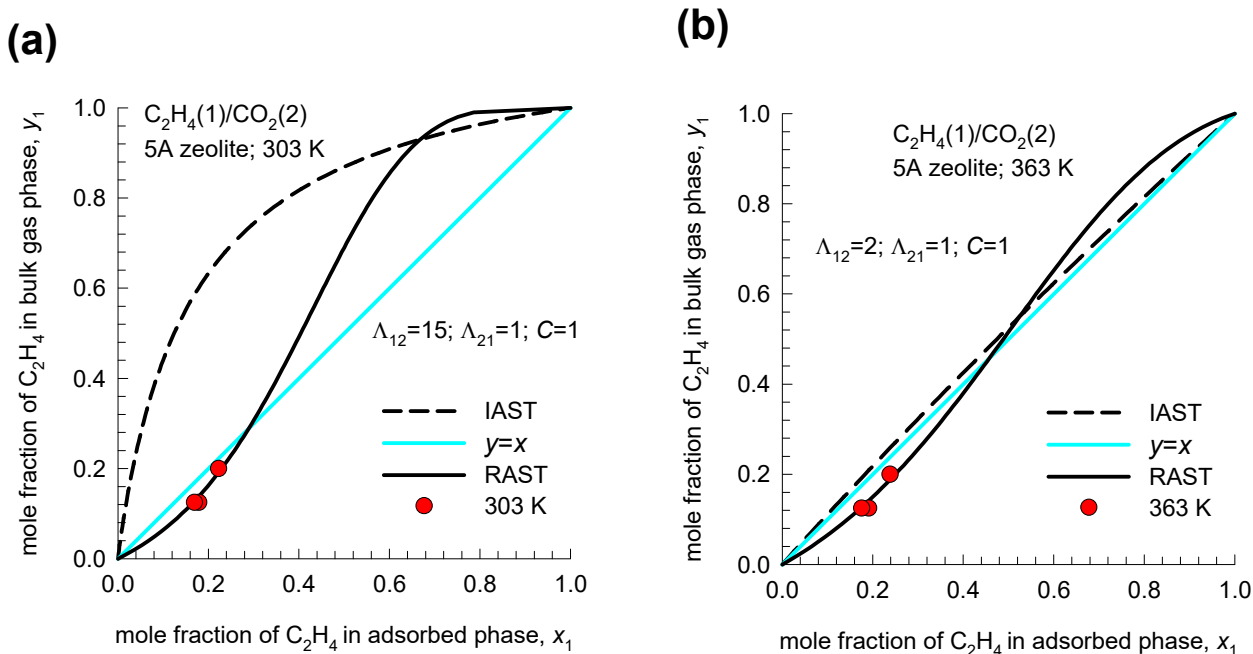 (a)
C₂H₄(1)/CO₂(2)
5A zeolite; 303 K
Λ₁₂=15; Λ₂₁=1; C=1
IAST
y=x
RAST
303 K
mole fraction of C₂H₄ in bulk gas phase, y₁
1.0
0.8
0.6
0.4
0.2
0.0
0.0 0.2 0.4 0.6 0.8 1.0
mole fraction of C₂H₄ in adsorbed phase, x₁
(b)
C₂H₄(1)/CO₂(2)
5A zeolite; 363 K
Λ₁₂=2; Λ₂₁=1; C=1
IAST
y=x
RAST
363 K
mole fraction of C₂H₄ in bulk gas phase, y₁
1.0
0.8
0.6
0.4
0.2
0.0
0.0 0.2 0.4 0.6 0.8 1.0
mole fraction of C₂H₄ in adsorbed phase, x₁